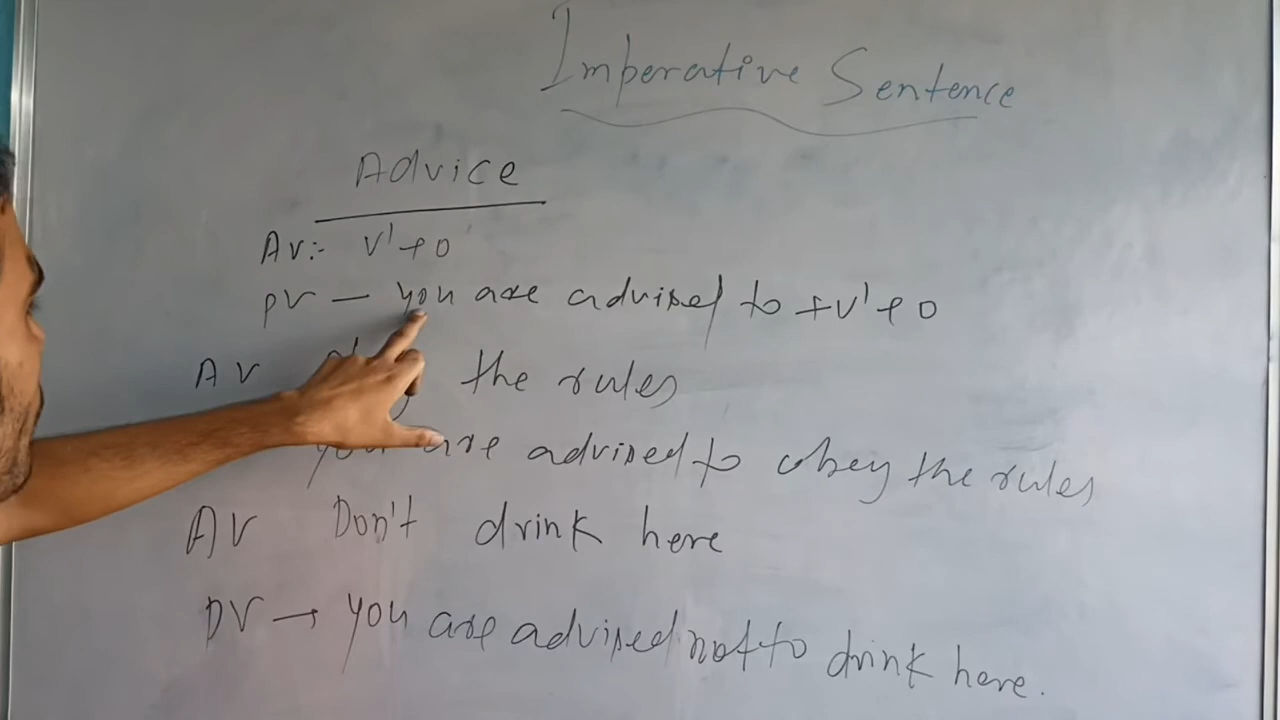 Imperative Sentence
Advice
AV:- V¹+O
PV — You are advised to +V¹+O
AV the rules
You are advised to obey the rules
AV Don't drink here
PV → You are advised not to drink here.